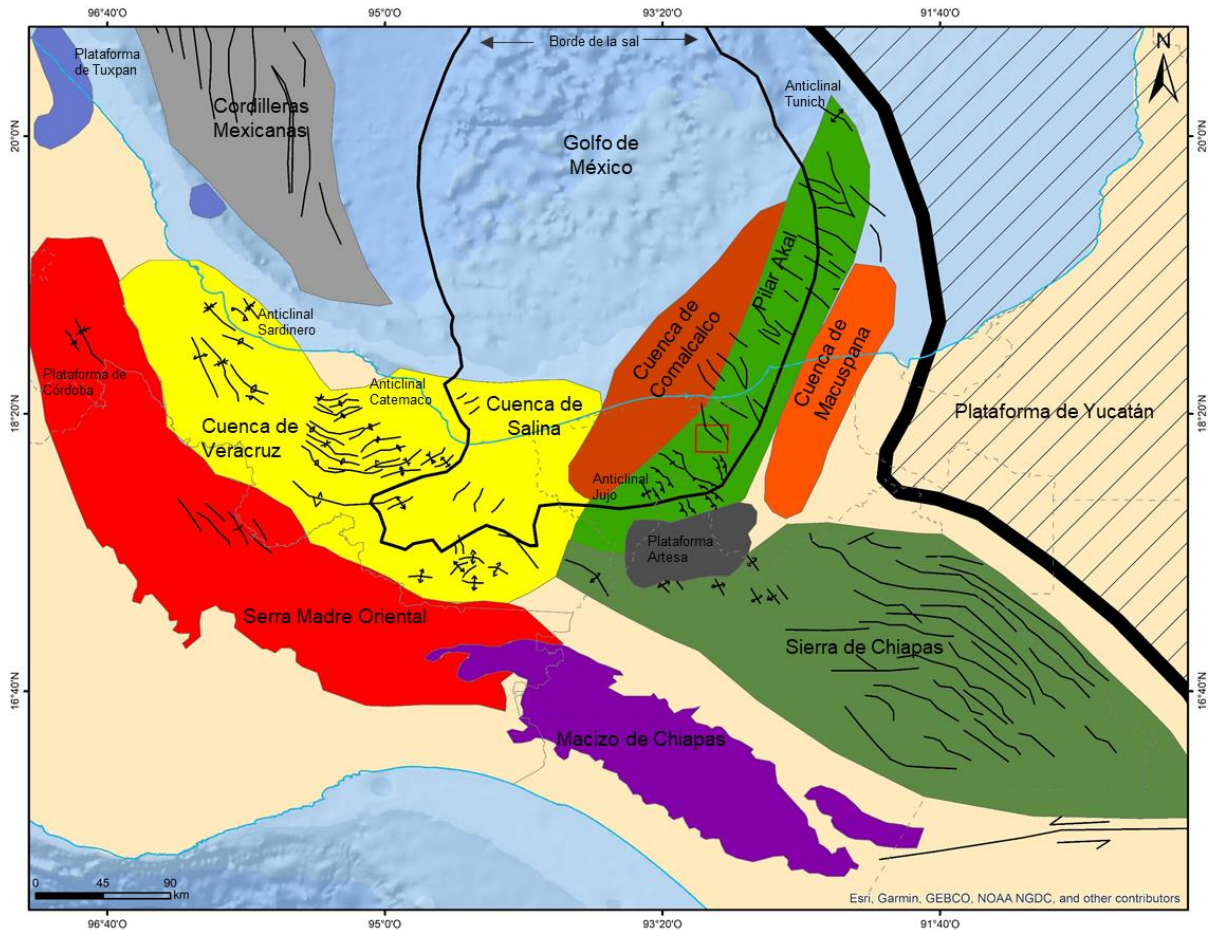 96°40'O
95°0'O
93°20'O
91°40'O
Borde de la sal
N
Plataforma
de Tuxpan
Anticlinal
Tunich
Cordilleras
Mexicanas
20°0'N
20°0'N
Golfo de
México
Pilar Akal
Cuenca de
Comalcalco
Cuenca de
Macuspana
Anticlinal
Sardinero
Plataforma de
Córdoba
Anticlinal
Catemaco
Cuenca de
Salina
Plataforma de Yucatán
18°20'N
18°20'N
Cuenca de
Veracruz
Anticlinal
Jujo
Plataforma
Artesa
Serra Madre Oriental
Sierra de Chiapas
16°40'N
16°40'N
Macizo de Chiapas
0
45
90
km
Esri, Garmin, GEBCO, NOAA NGDC, and other contributors
96°40'O
95°0'O
93°20'O
91°40'O